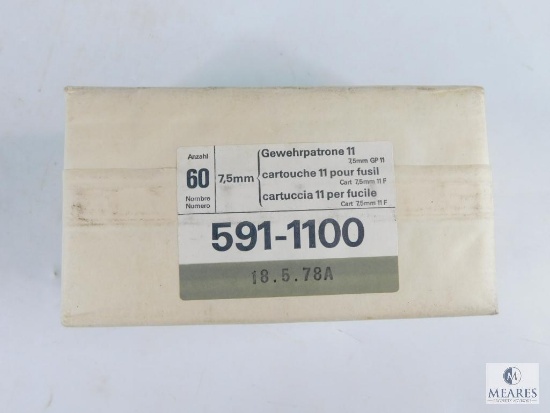 Anzahl
60
Nombre
Numero
7,5mm
Gewehrpatrone 11
7,5mm GP 11
cartouche 11 pour fusil
Cart 7,5mm 11 F
cartuccia 11 per fucile
Cart 7,5mm 11 F
591-1100
18.5.78A
M
MEARES